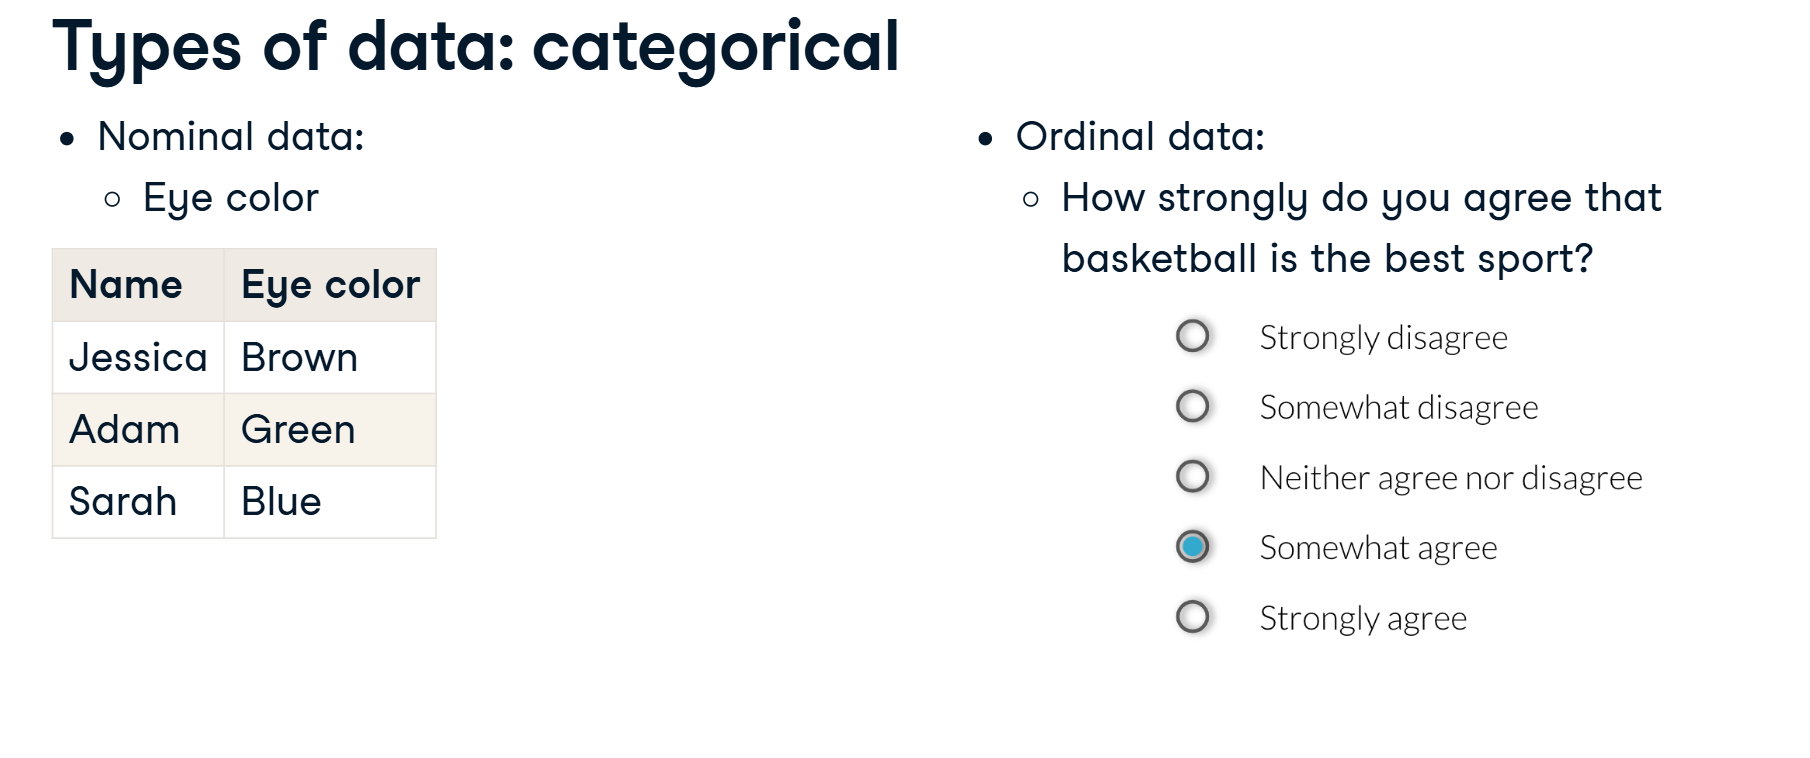 Types of data: categorical
Nominal data:
Eye color
Name Eye color
Jessica Brown
Adam Green
Sarah Blue
Ordinal data:
How strongly do you agree that
basketball is the best sport?
Strongly disagree
Somewhat disagree
Neither agree nor disagree
Somewhat agree
Strongly agree